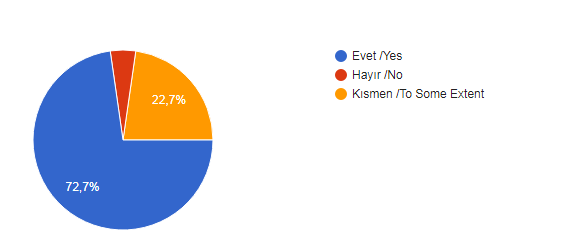 Evet /Yes
Hayır /No
Kısmen /To Some Extent
22,7%
72,7%